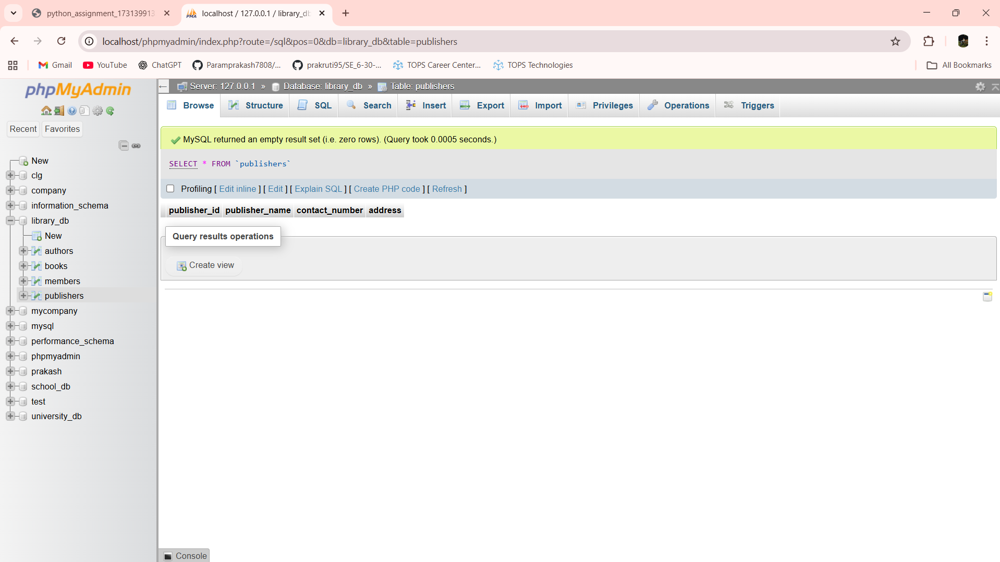 python_assignment_173139913
localhost / 127.0.0.1 / library_db
localhost/phpmyadmin/index.php?route=/sql&pos=0&db=library_db&table=publishers
Gmail
YouTube
ChatGPT
Paramprakash7808/...
prakruti95/SE_6-30-...
TOPS Career Center...
TOPS Technologies
All Bookmarks
phpMyAdmin
Recent
Favorites
New
clg
company
information_schema
library_db
New
authors
books
members
publishers
mycompany
mysql
performance_schema
phpmyadmin
prakash
school_db
test
university_db
Server: 127.0.0.1 » Database: library_db » Table: publishers
Browse
Structure
SQL
Search
Insert
Export
Import
Privileges
Operations
Triggers
MySQL returned an empty result set (i.e. zero rows). (Query took 0.0005 seconds.)
SELECT * FROM `publishers`
Profiling [ Edit inline ] [ Edit ] [ Explain SQL ] [ Create PHP code ] [ Refresh ]
publisher_id publisher_name contact_number address
Query results operations
Create view
Console